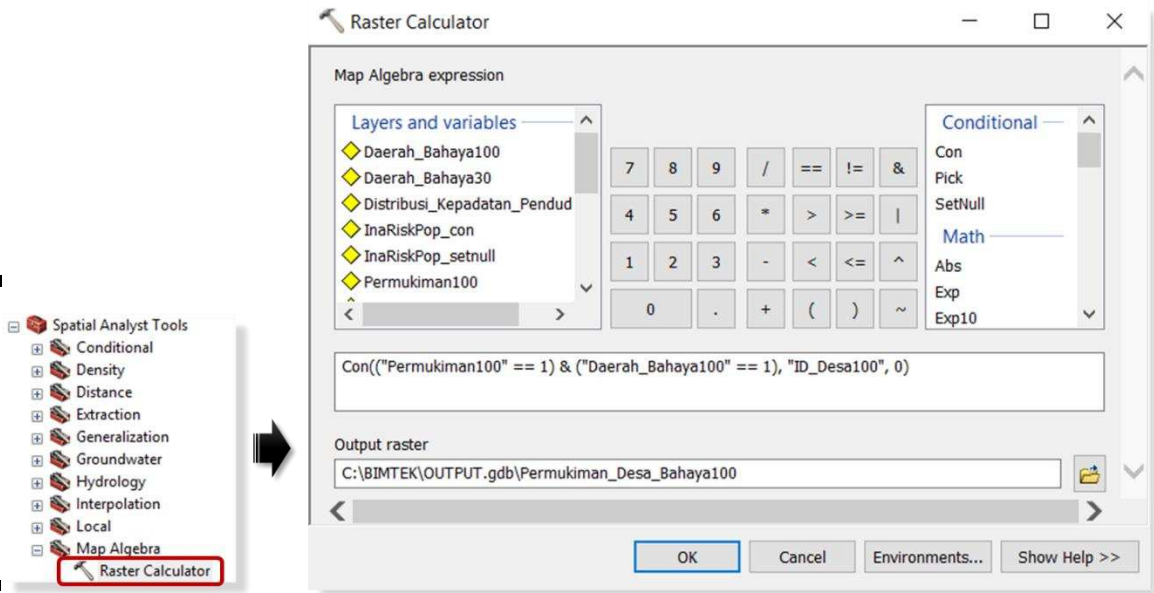 Spatial Analyst Tools
Conditional
Density
Distance
Extraction
Generalization
Groundwater
Hydrology
Interpolation
Local
Map Algebra
Raster Calculator
Raster Calculator
Map Algebra expression
Layers and variables
Daerah_Bahaya100
Daerah_Bahaya30
Distribusi_Kepadatan_Pendud
InaRiskPop_con
InaRiskPop_setnull
Permukiman100
7 8 9 / == != &
4 5 6 * > >= |
1 2 3 - < <= ^
0 . + ( ) ~
Conditional
Con
Pick
SetNull
Math
Abs
Exp
Exp10
Con(("Permukiman100" == 1) & ("Daerah_Bahaya100" == 1), "ID_Desa100", 0)
Output raster
C:\BIMTEK\OUTPUT.gdb\Permukiman_Desa_Bahaya100
OK Cancel Environments... Show Help >>